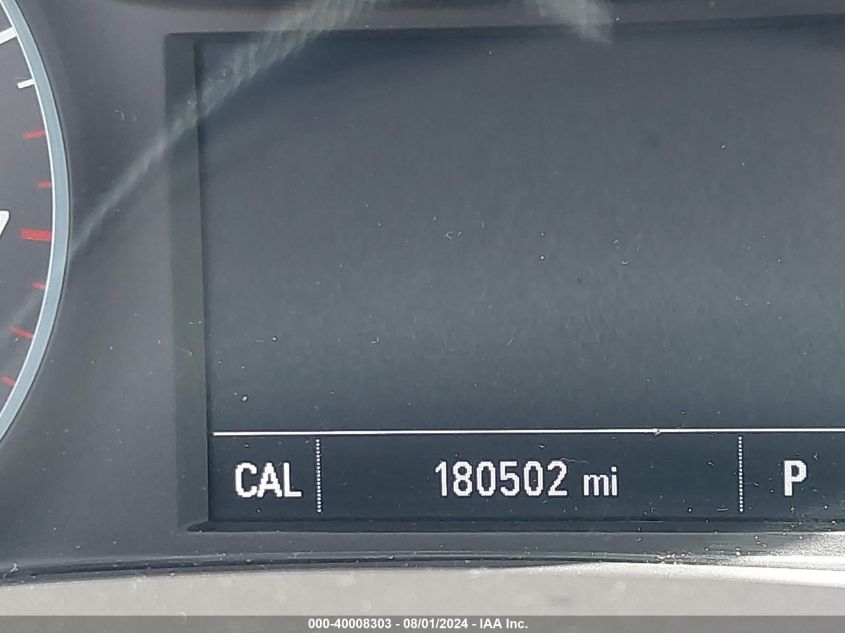 CAL 180502 mi P
000-40008303 - 08/01/2024 - IAA Inc.